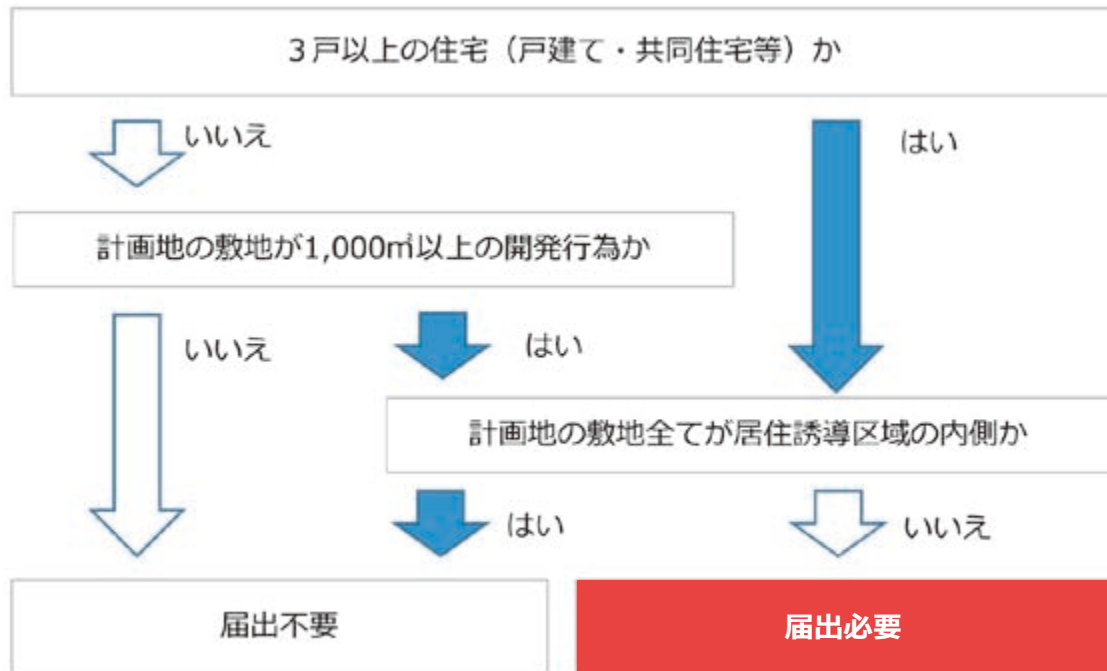 ３戸以上の住宅（戸建て・共同住宅等）か
いいえ
はい
計画地の敷地が1,000㎡以上の開発行為か
いいえ
はい
計画地の敷地全てが居住誘導区域の内側か
はい
いいえ
届出不要
届出必要